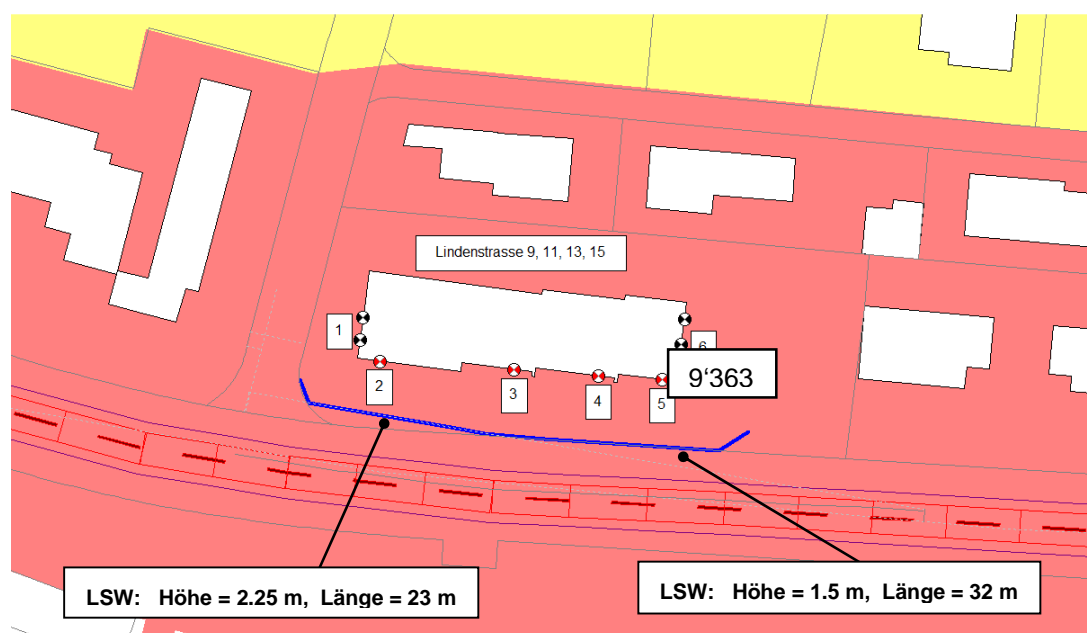 Lindenstrasse 9, 11, 13, 15
1
6
9‘363
2
3
4
5
LSW: Höhe = 2.25 m, Länge = 23 m
LSW: Höhe = 1.5 m, Länge = 32 m